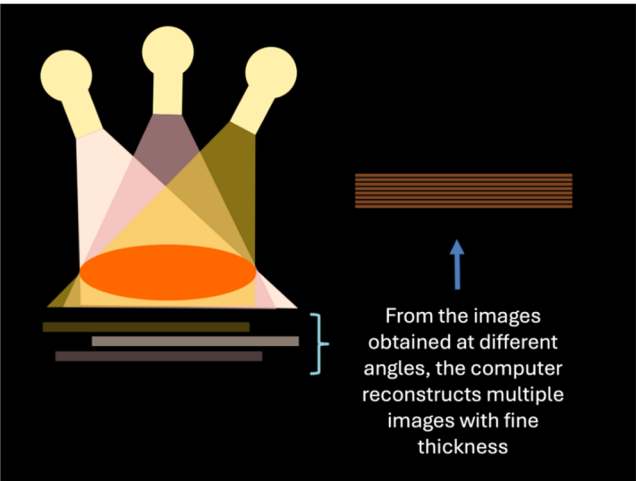 From the images
obtained at different
angles, the computer
reconstructs multiple
images with fine
thickness